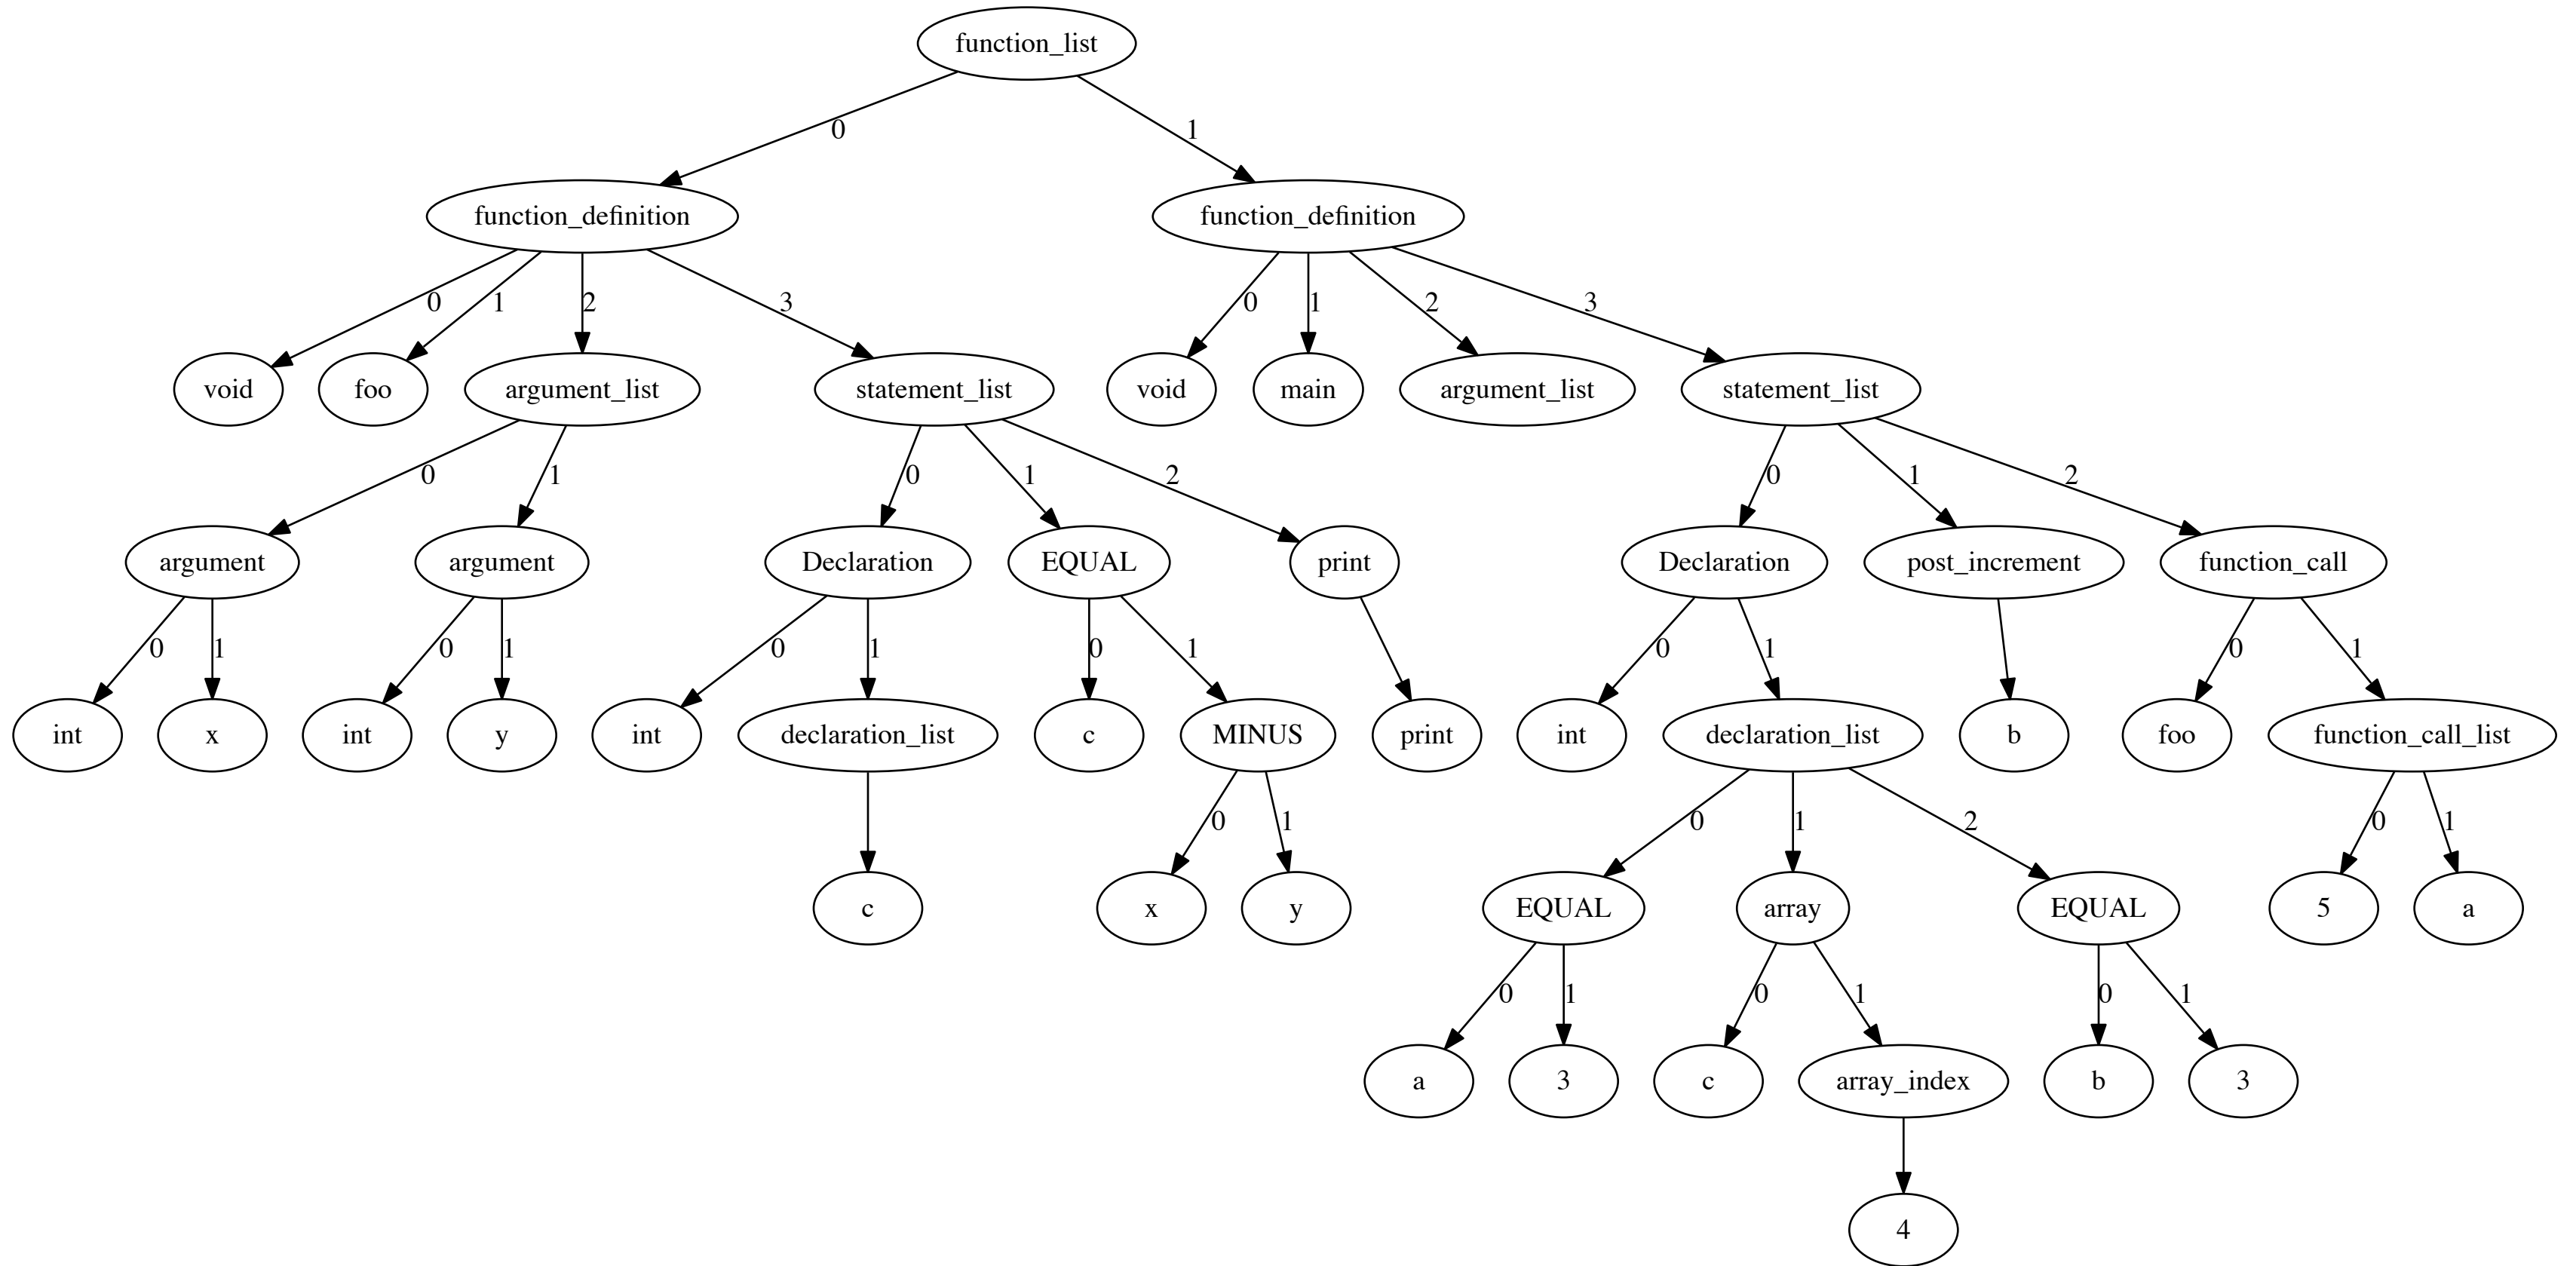 function_list
0 1
function_definition function_definition
0 1 2 3 0 1 2 3
void foo argument_list statement_list void main argument_list statement_list
0 1 0 1 2 0 1 2
argument argument Declaration EQUAL print Declaration post_increment function_call
0 1 0 1 0 1 0 1 0 1 0 1
int x int y int declaration_list c MINUS print int declaration_list b foo function_call_list
0 1 0 1 2 0 1
c x y EQUAL array EQUAL 5 a
0 1 0 1 0 1
a 3 c array_index b 3
4